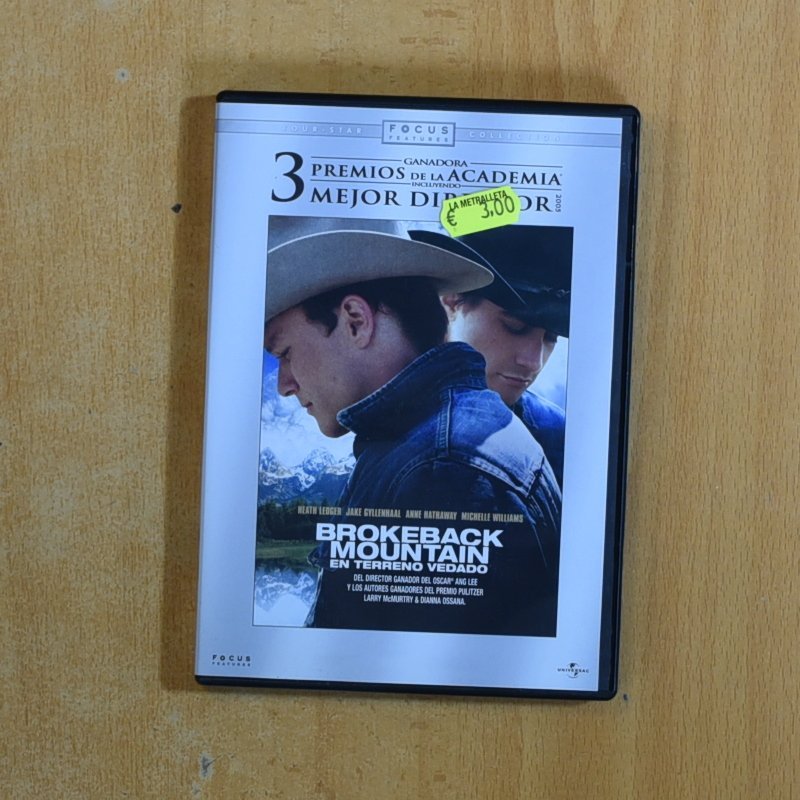 FOUR-STAR FOCUS FEATURES COLLECTION
GANADORA
3 PREMIOS DE LA ACADEMIA
INCLUYENDO
MEJOR 2005
LA METRALLETA
€ 3,00
HEATH LEDGER JAKE GYLLENHAAL ANNE HATHAWAY MICHELLE WILLIAMS
BROKEBACK
MOUNTAIN
EN TERRENO VEDADO
DEL DIRECTOR GANADOR DEL OSCAR® ANG LEE
Y LOS AUTORES GANADORES DEL PREMIO PULITZER
LARRY McMURTRY & DIANNA OSSANA.
FOCUS
FEATURES
UNIVERSAL